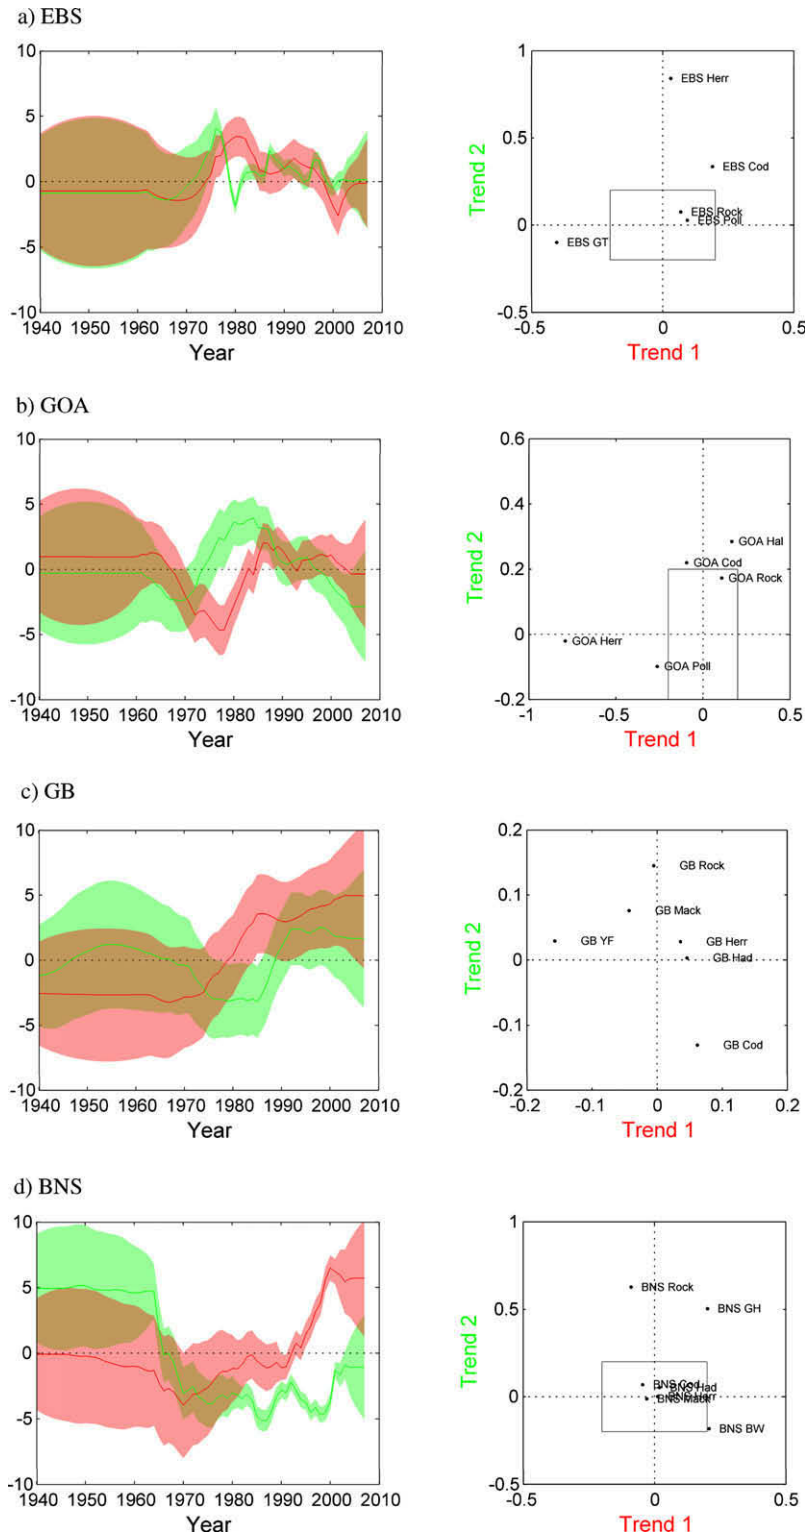 a) EBS
10
5
0
-5
-10
1940 1950 1960 1970 1980 1990 2000 2010
Year
1
0.5
0
-0.5
-0.5 0 0.5
Trend 2
Trend 1
EBS Herr
EBS Cod
EBS Rock
EBS Poll
EBS GT
b) GOA
10
5
0
-5
-10
1940 1950 1960 1970 1980 1990 2000 2010
Year
0.6
0.4
0.2
0
-0.2
-1 -0.5 0 0.5
Trend 2
Trend 1
GOA Hal
GOA Cod
GOA Rock
GOA Herr
GOA Poll
c) GB
10
5
0
-5
-10
1940 1950 1960 1970 1980 1990 2000 2010
Year
0.2
0.1
0
-0.1
-0.2
-0.2 -0.1 0 0.1 0.2
Trend 2
Trend 1
GB Rock
GB Mack
GB YF
GB Herr
GB Had
GB Cod
d) BNS
10
5
0
-5
-10
1940 1950 1960 1970 1980 1990 2000 2010
Year
1
0.5
0
-0.5
-0.5 0 0.5
Trend 2
Trend 1
BNS Rock
BNS GH
BNS Cod
BNS Had
BNS Herr
BNS Mack
BNS BW